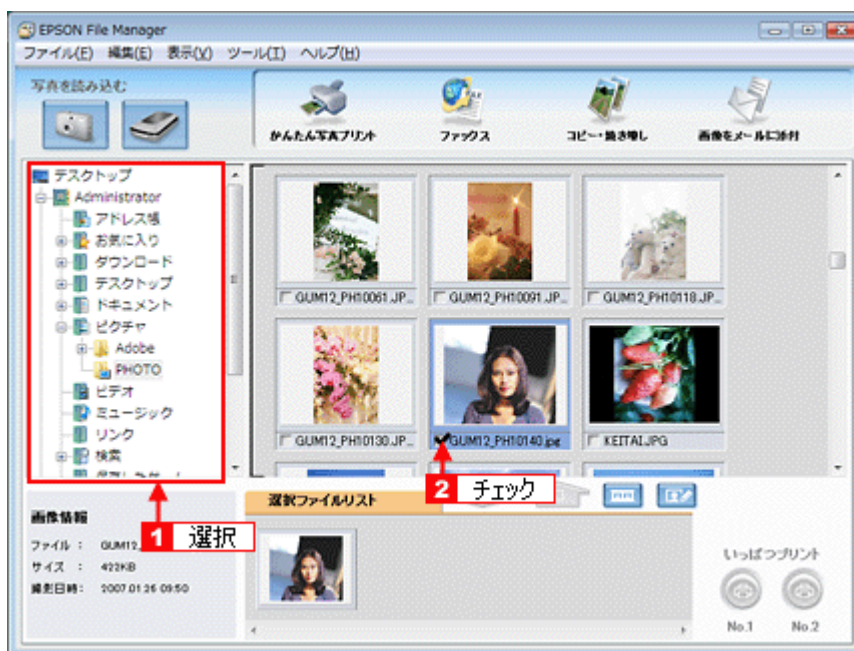 EPSON File Manager
ファイル(F) 編集(E) 表示(V) ツール(T) ヘルプ(H)
写真を読み込む
かんたん写真プリント
ファックス
コピー・焼き増し
画像をメールに添付
デスクトップ
Administrator
アドレス帳
お気に入り
ダウンロード
デスクトップ
ドキュメント
ピクチャ
Adobe
PHOTO
ビデオ
ミュージック
リンク
検索
GUM12_PH10061.JP...
GUM12_PH10091.JP...
GUM12_PH10118.JP...
GUM12_PH10130.JP...
GUM12_PH10140.jpg
KEITAI.JPG
2 チェック
選択ファイルリスト
1 選択
画像情報
ファイル： GUM12_
サイズ： 422KB
撮影日時： 2007.01.26 09:50
いっぱつプリント
No.1 No.2